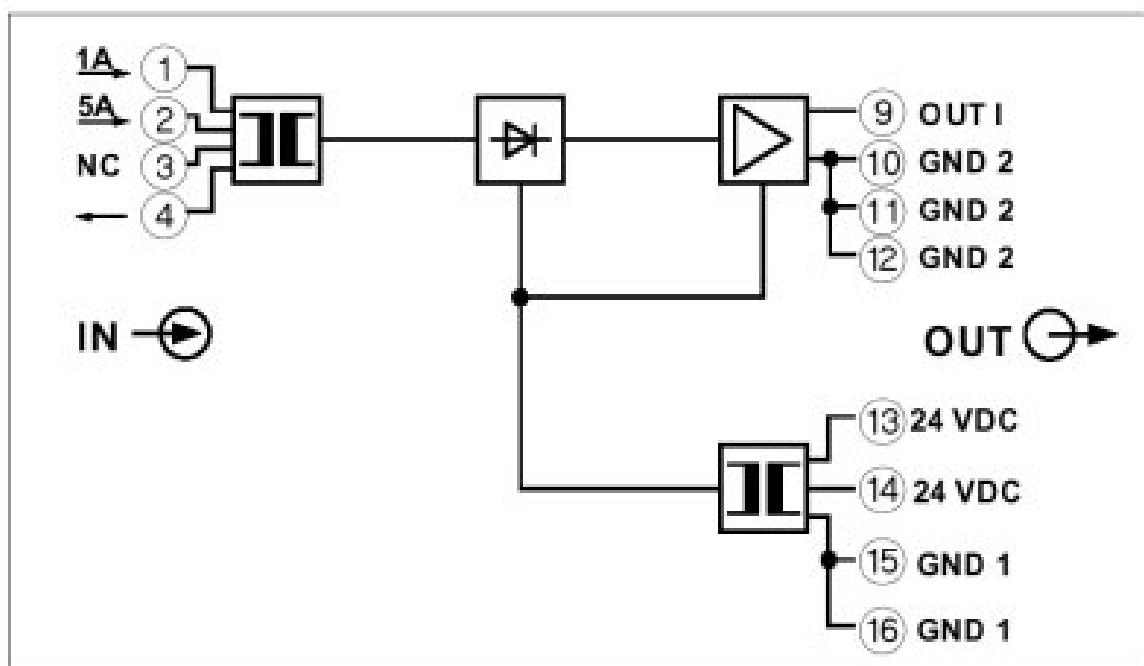 1A 1
5A 2
NC 3
4
9 OUT I
10 GND 2
11 GND 2
12 GND 2
IN
OUT
13 24 VDC
14 24 VDC
15 GND 1
16 GND 1